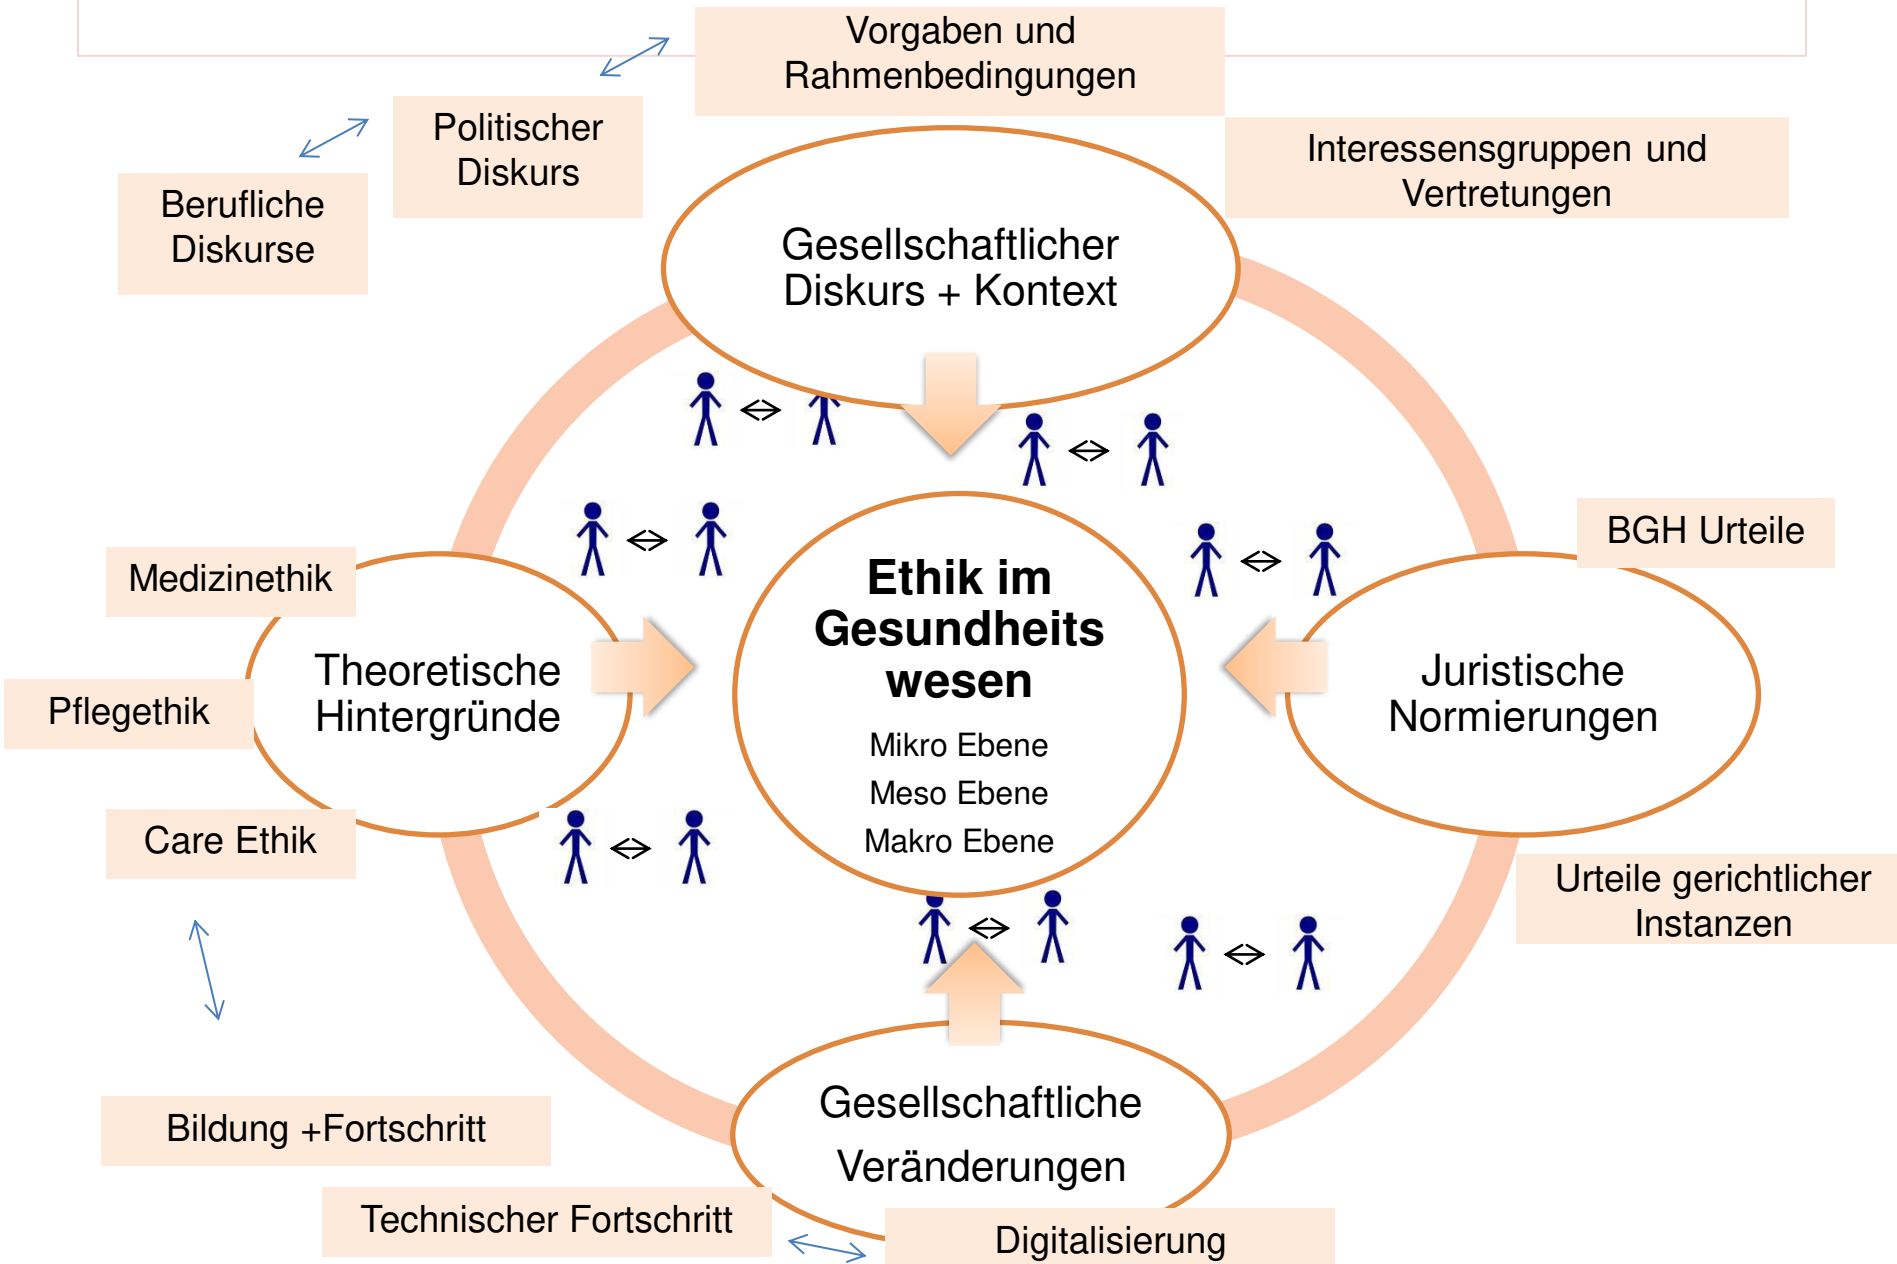 Vorgaben und
Rahmenbedingungen
Politischer
Diskurs
Interessensgruppen und
Vertretungen
Berufliche
Diskurse
Gesellschaftlicher
Diskurs + Kontext
BGH Urteile
Medizinethik
Ethik im
Gesundheits
wesen
Theoretische
Hintergründe
Juristische
Normierungen
Pflegethik
Mikro Ebene
Meso Ebene
Makro Ebene
Care Ethik
Urteile gerichtlicher
Instanzen
Gesellschaftliche
Veränderungen
Bildung +Fortschritt
Technischer Fortschritt
Digitalisierung